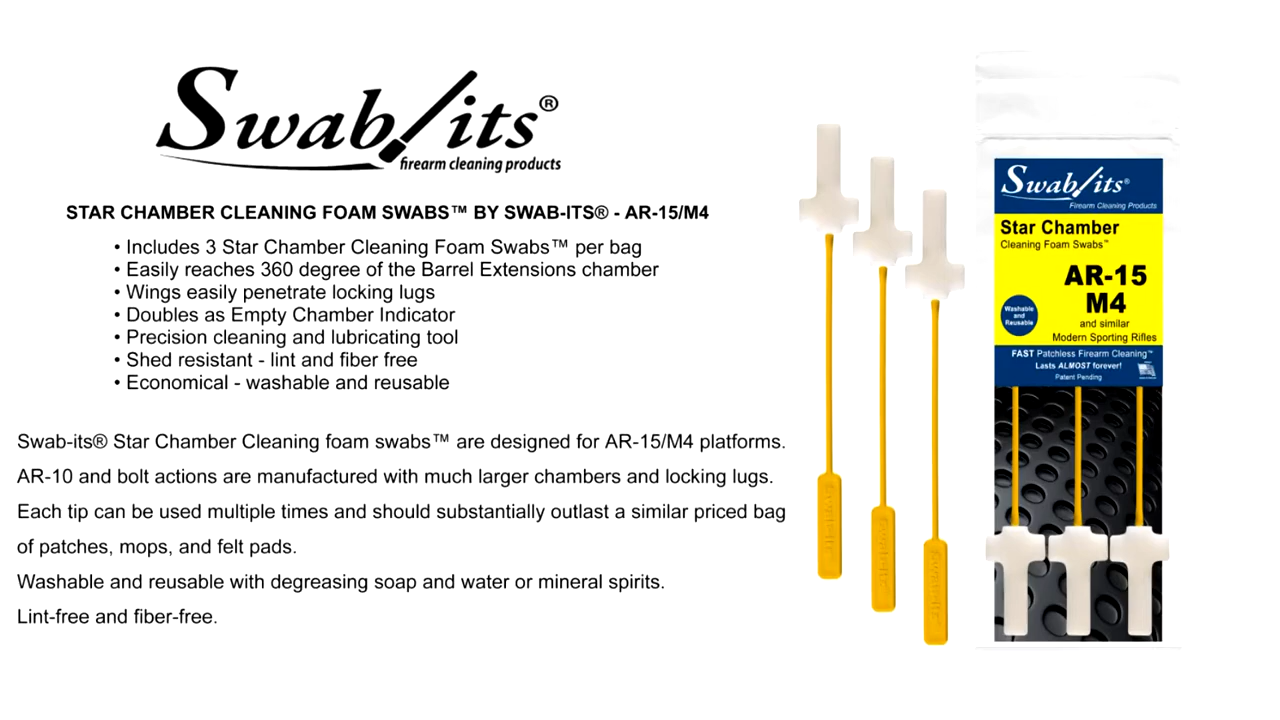 Swab/its®
firearm cleaning products
STAR CHAMBER CLEANING FOAM SWABS™ BY SWAB-ITS® - AR-15/M4
• Includes 3 Star Chamber Cleaning Foam Swabs™ per bag
• Easily reaches 360 degree of the Barrel Extensions chamber
• Wings easily penetrate locking lugs
• Doubles as Empty Chamber Indicator
• Precision cleaning and lubricating tool
• Shed resistant - lint and fiber free
• Economical - washable and reusable
Swab-its® Star Chamber Cleaning foam swabs™ are designed for AR-15/M4 platforms.
AR-10 and bolt actions are manufactured with much larger chambers and locking lugs.
Each tip can be used multiple times and should substantially outlast a similar priced bag
of patches, mops, and felt pads.
Washable and reusable with degreasing soap and water or mineral spirits.
Lint-free and fiber-free.
Swab-its
Swab-its
Swab-its
Swab/its®
Firearm Cleaning Products
Star Chamber
Cleaning Foam Swabs™
AR-15
M4
Washable
and
Reusable
and similar
Modern Sporting Rifles
FAST Patchless Firearm Cleaning™
Lasts ALMOST forever!
Patent Pending